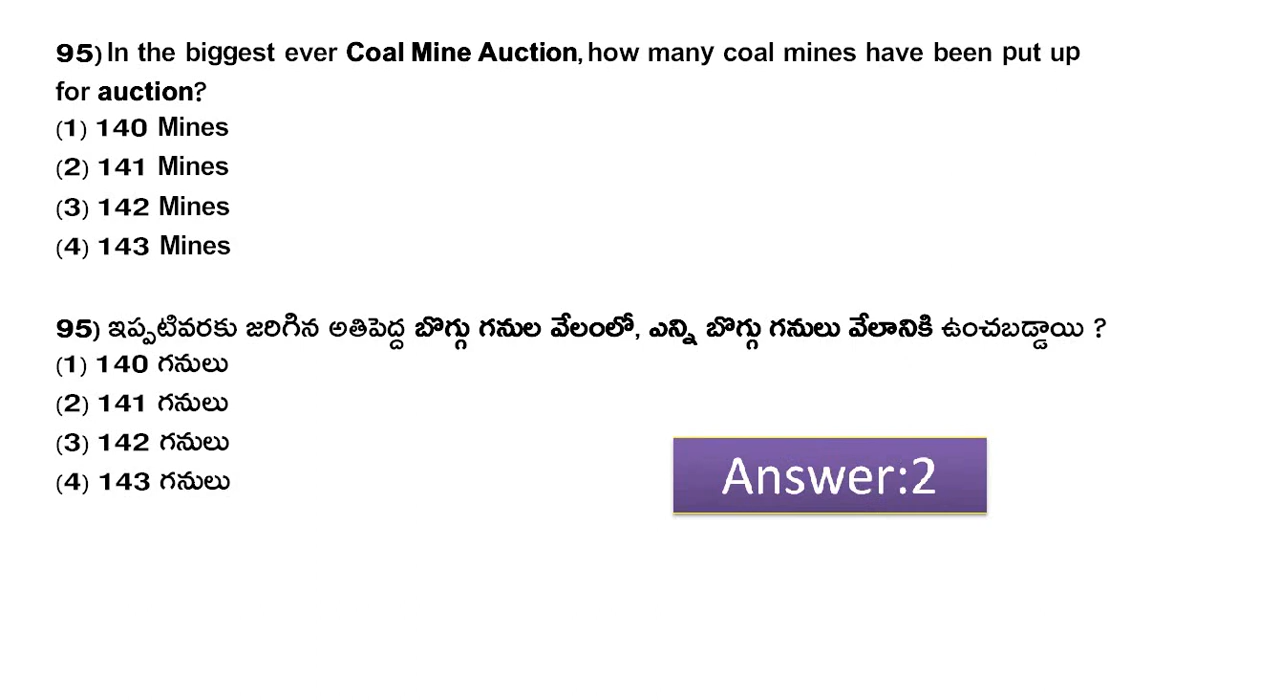 95) In the biggest ever Coal Mine Auction, how many coal mines have been put up
for auction?
(1) 140 Mines
(2) 141 Mines
(3) 142 Mines
(4) 143 Mines
95) ఇప్పటివరకు జరిగిన అతిపెద్ద బొగ్గు గనుల వేలంలో, ఎన్ని బొగ్గు గనులు వేలానికి ఉంచబడ్డాయి ?
(1) 140 గనులు
(2) 141 గనులు
(3) 142 గనులు
(4) 143 గనులు
Answer:2